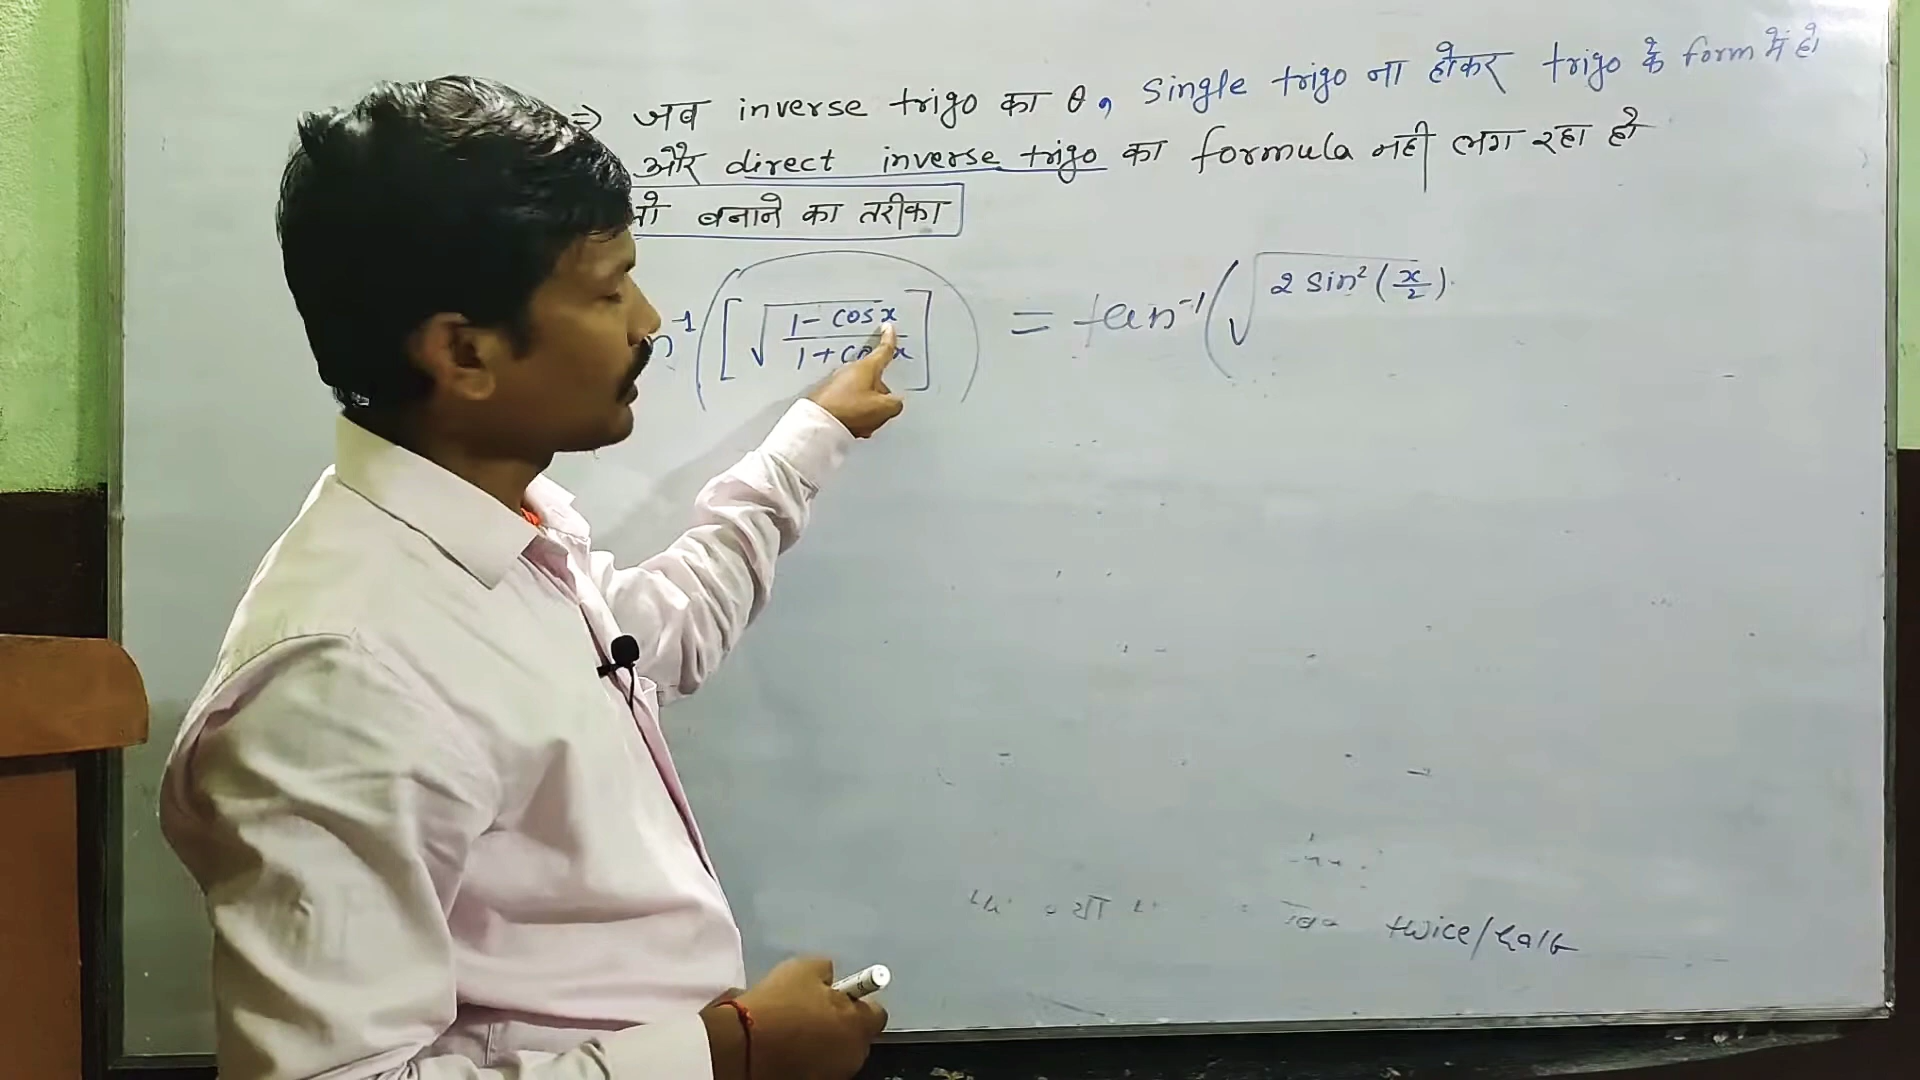 ⇒ जब inverse trigo का θ, Single trigo ना होकर trigo के form में हो
और direct inverse trigo का formula नही लग रहा हो
तो बनाने का तरीका
n⁻¹ ([√(1 - cos x / 1 + cos x)]) = tan⁻¹ (√(2 sin² (x/2)
या twice/half